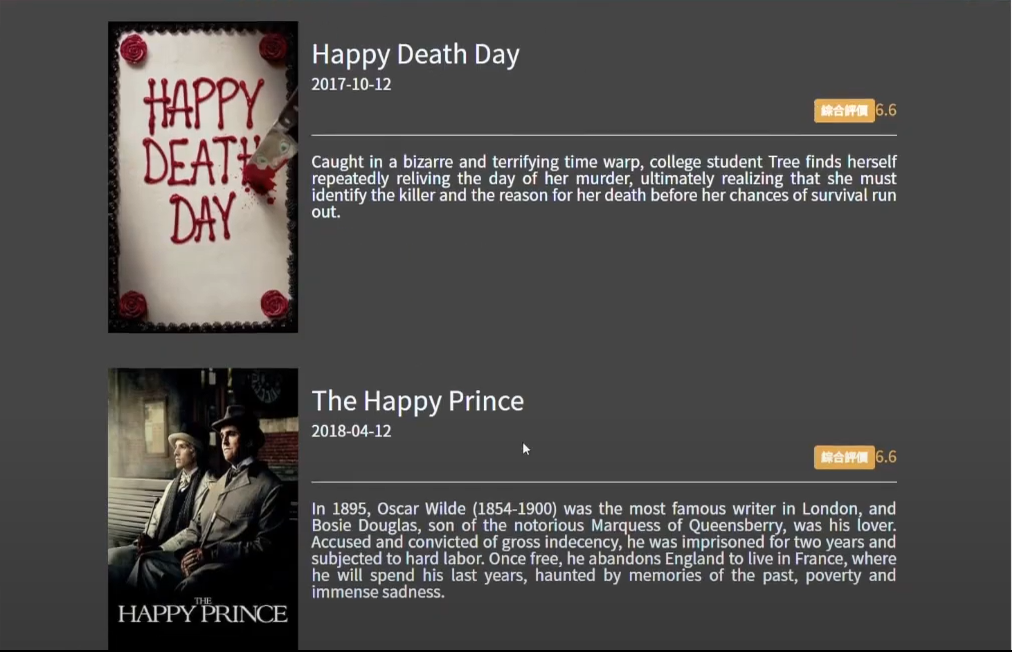 HAPPY
DEATH
DAY
Happy Death Day
2017-10-12
綜合評價 6.6
Caught in a bizarre and terrifying time warp, college student Tree finds herself
repeatedly reliving the day of her murder, ultimately realizing that she must
identify the killer and the reason for her death before her chances of survival run
out.
THE
HAPPY PRINCE
The Happy Prince
2018-04-12
綜合評價 6.6
In 1895, Oscar Wilde (1854-1900) was the most famous writer in London, and
Bosie Douglas, son of the notorious Marquess of Queensberry, was his lover.
Accused and convicted of gross indecency, he was imprisoned for two years and
subjected to hard labor. Once free, he abandons England to live in France, where
he will spend his last years, haunted by memories of the past, poverty and
immense sadness.